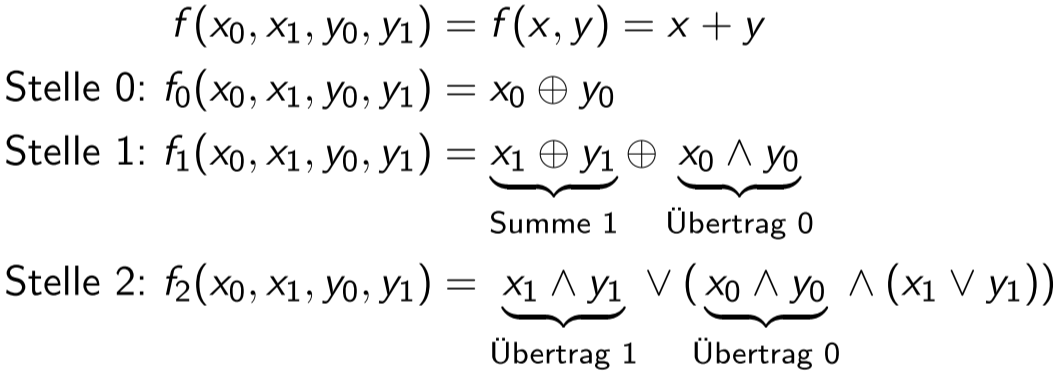 f(x₀, x₁, y₀, y₁) = f(x, y) = x + y
Stelle 0: f₀(x₀, x₁, y₀, y₁) = x₀ ⊕ y₀
Stelle 1: f₁(x₀, x₁, y₀, y₁) = x₁ ⊕ y₁ ⊕ x₀ ∧ y₀
Summe 1 Übertrag 0
Stelle 2: f₂(x₀, x₁, y₀, y₁) = x₁ ∧ y₁ ∨ (x₀ ∧ y₀ ∧ (x₁ ∨ y₁))
Übertrag 1 Übertrag 0